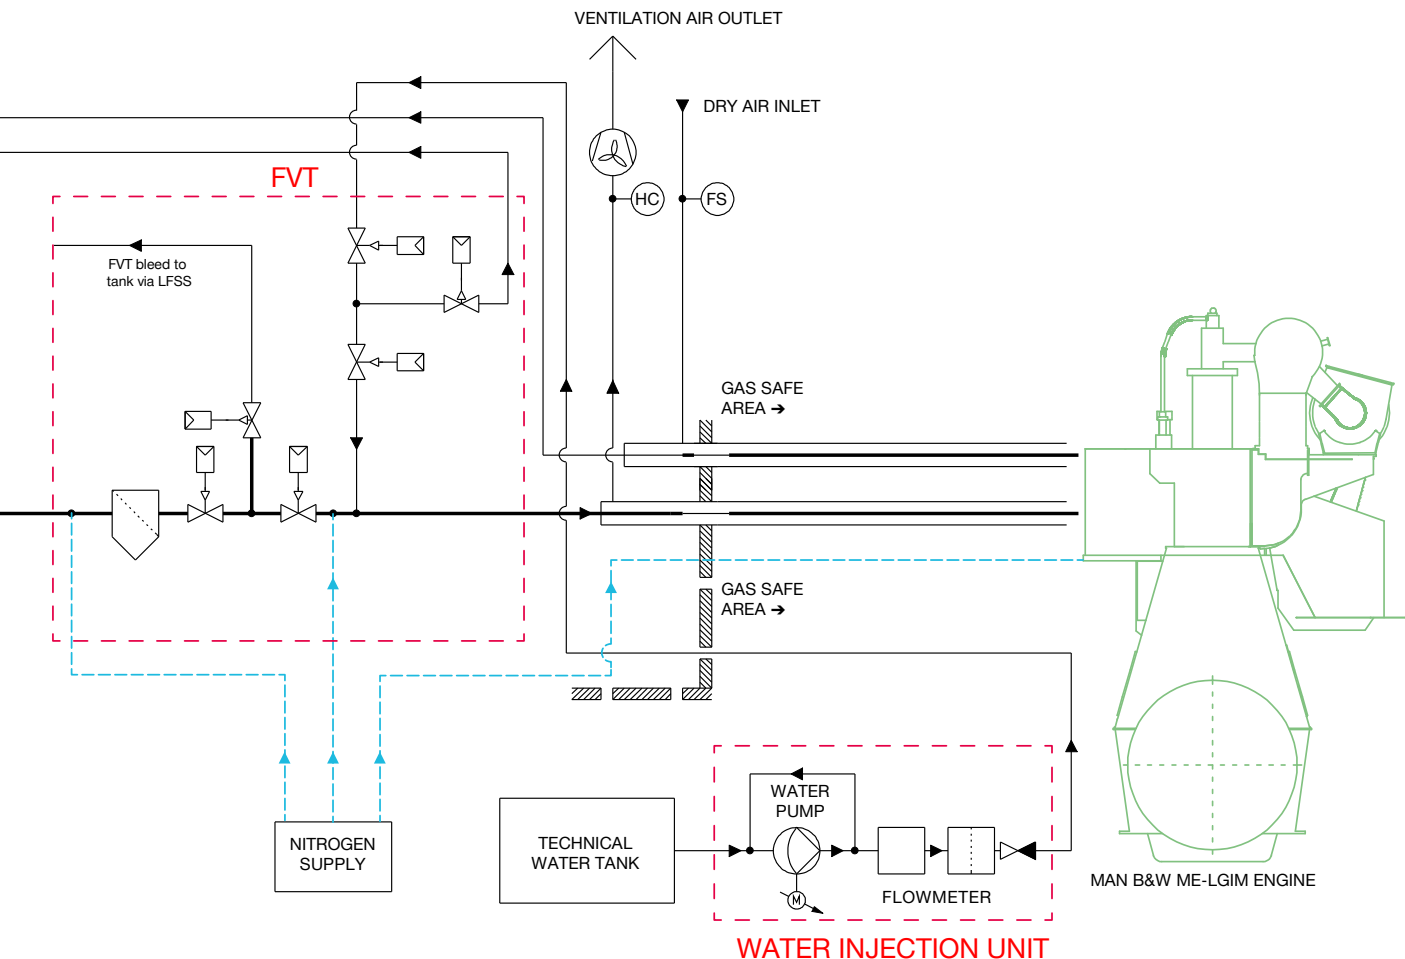 VENTILATION AIR OUTLET
DRY AIR INLET
FVT
HC
FS
FVT bleed to
tank via LFSS
GAS SAFE
AREA →
GAS SAFE
AREA →
NITROGEN
SUPPLY
TECHNICAL
WATER TANK
WATER
PUMP
M
FLOWMETER
MAN B&W ME-LGIM ENGINE
WATER INJECTION UNIT